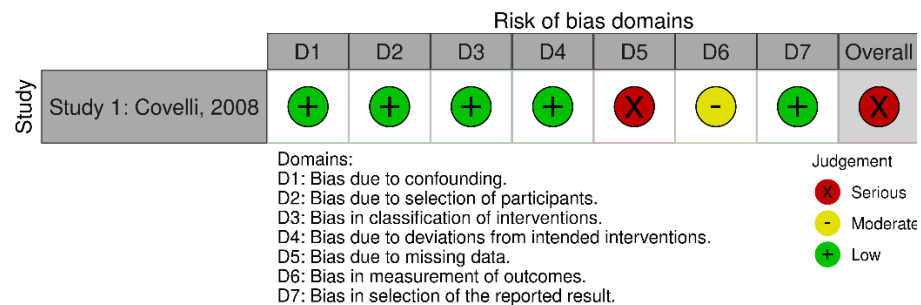 Risk of bias domains
D1 D2 D3 D4 D5 D6 D7 Overall
Study
Study 1: Covelli, 2008 + + + + X - + X
Domains:
D1: Bias due to confounding.
D2: Bias due to selection of participants.
D3: Bias in classification of interventions.
D4: Bias due to deviations from intended interventions.
D5: Bias due to missing data.
D6: Bias in measurement of outcomes.
D7: Bias in selection of the reported result.
Judgement
X Serious
- Moderate
+ Low